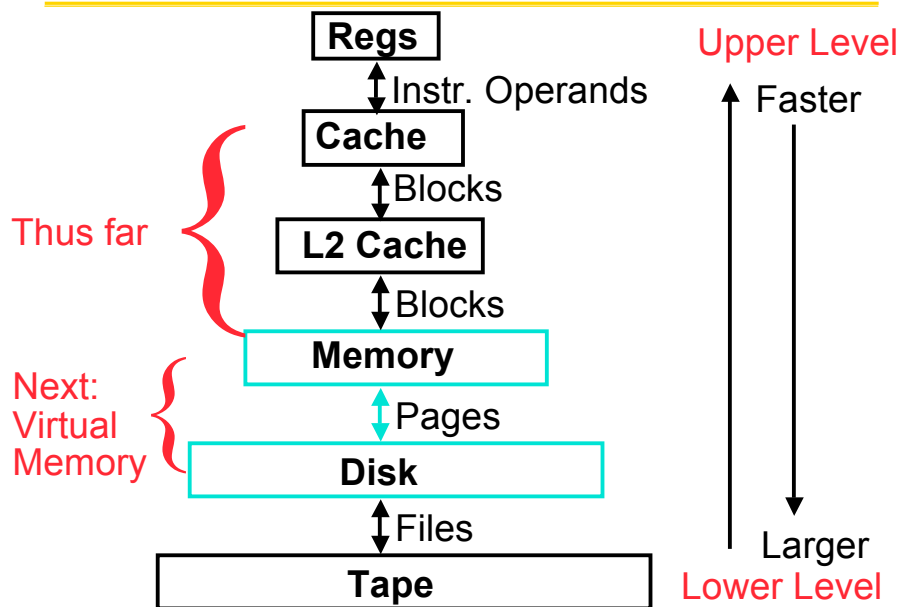 Regs
Upper Level
Instr. Operands
Faster
Cache
Blocks
Thus far
L2 Cache
Blocks
Memory
Next:
Virtual
Memory
Pages
Disk
Files
Larger
Tape
Lower Level